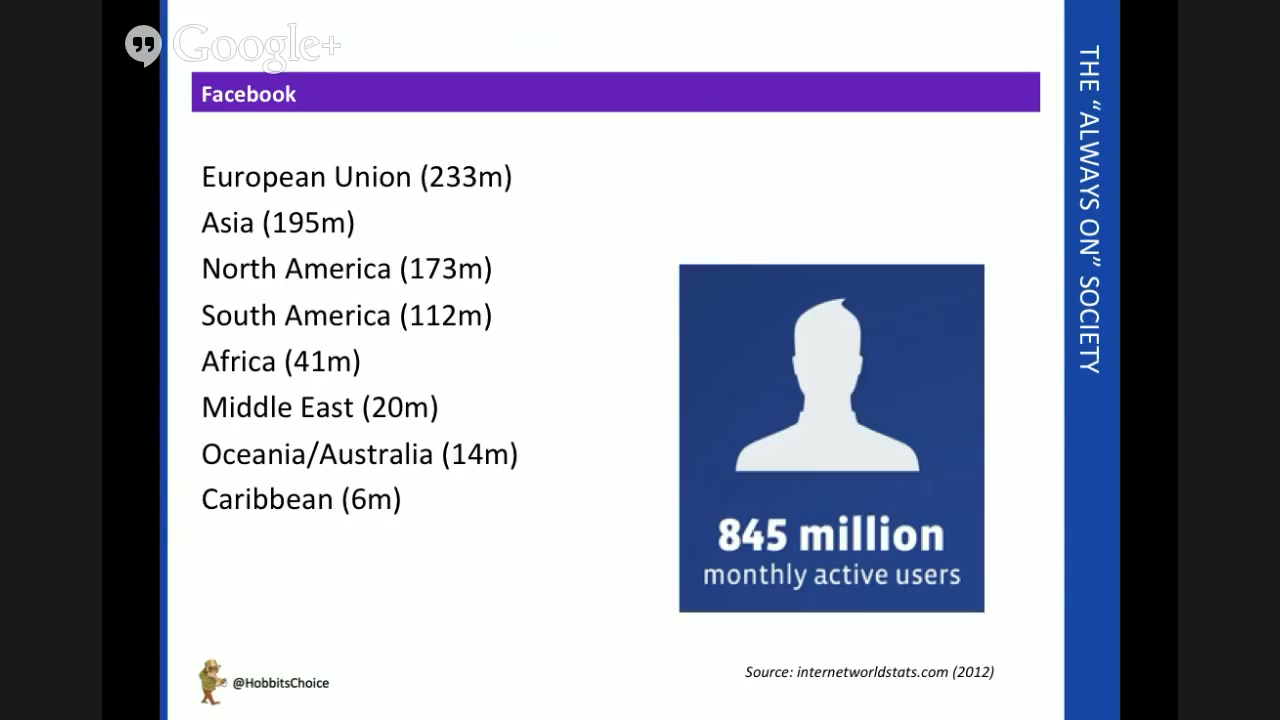 Google+
Facebook
European Union (233m)
Asia (195m)
North America (173m)
South America (112m)
Africa (41m)
Middle East (20m)
Oceania/Australia (14m)
Caribbean (6m)
845 million
monthly active users
Source: internetworldstats.com (2012)
@HobbitsChoice
THE “ALWAYS ON” SOCIETY